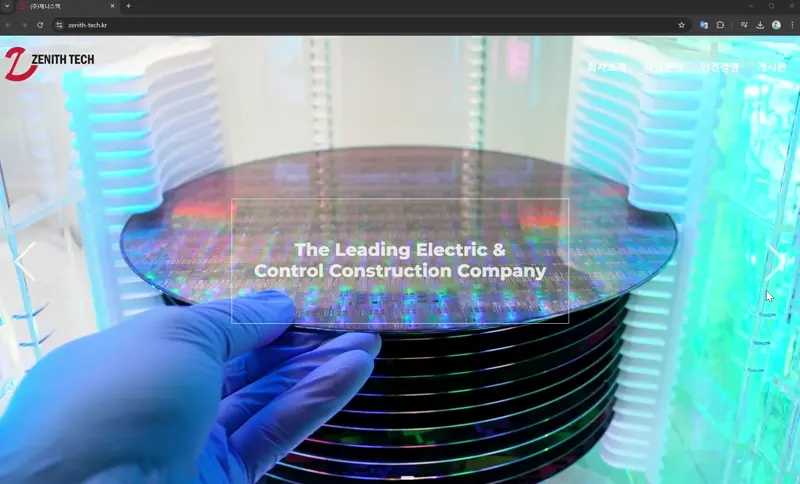 (주)제니스텍
zenith-tech.kr
ZENITH TECH
회사소개 사업분야 안전경영 게시판
The Leading Electric &
Control Construction Company